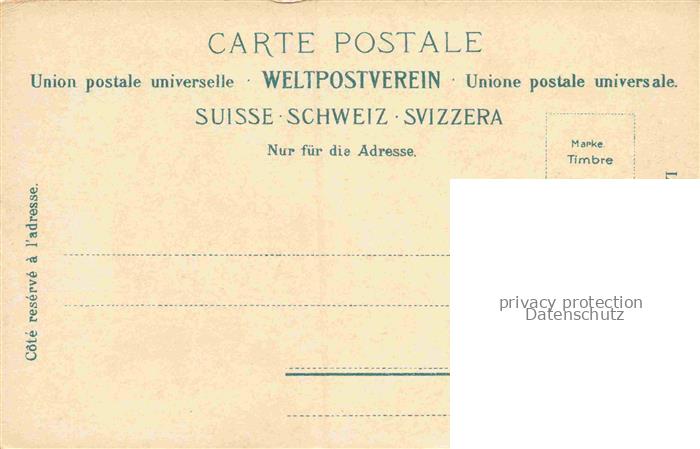 CARTE POSTALE
Union postale universelle · WELTPOSTVEREIN · Unione postale universale.
SUISSE · SCHWEIZ · SVIZZERA
Nur für die Adresse.
Marke.
Timbre
Côté resérvé à l'adresse.
privacy protection
Datenschutz